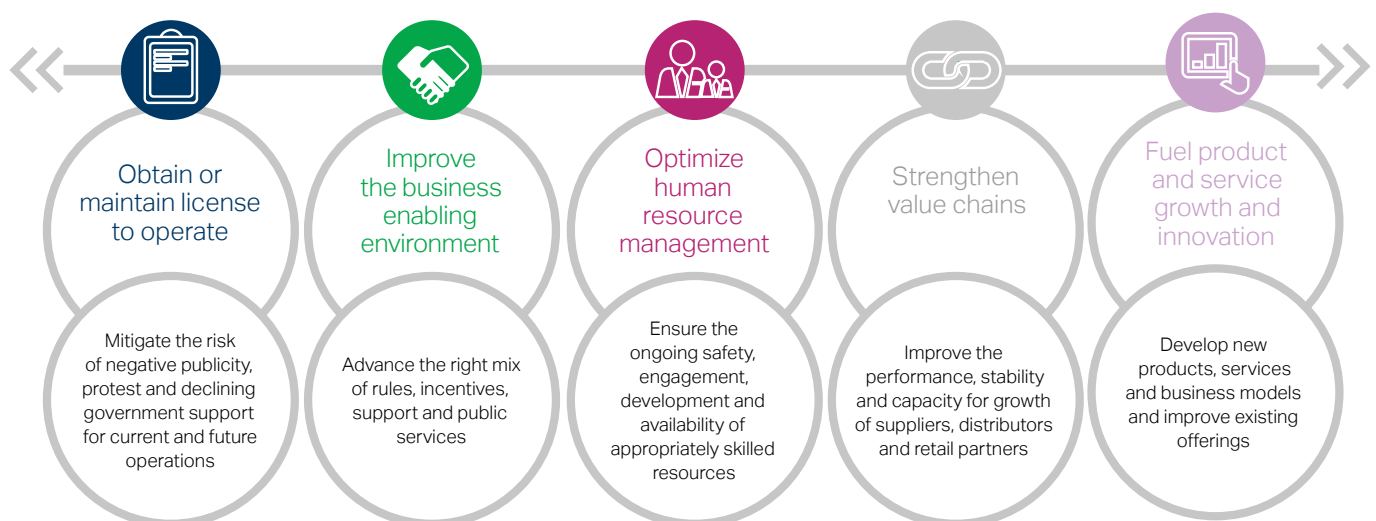 Obtain or
maintain license
to operate
Mitigate the risk
of negative publicity,
protest and declining
government support
for current and future
operations
Improve
the business
enabling
environment
Advance the right mix
of rules, incentives,
support and public
services
Optimize
human
resource
management
Ensure the
ongoing safety,
engagement,
development and
availability of
appropriately skilled
resources
Strengthen
value chains
Improve the
performance, stability
and capacity for growth
of suppliers, distributors
and retail partners
Fuel product
and service
growth and
innovation
Develop new
products, services
and business models
and improve existing
offerings